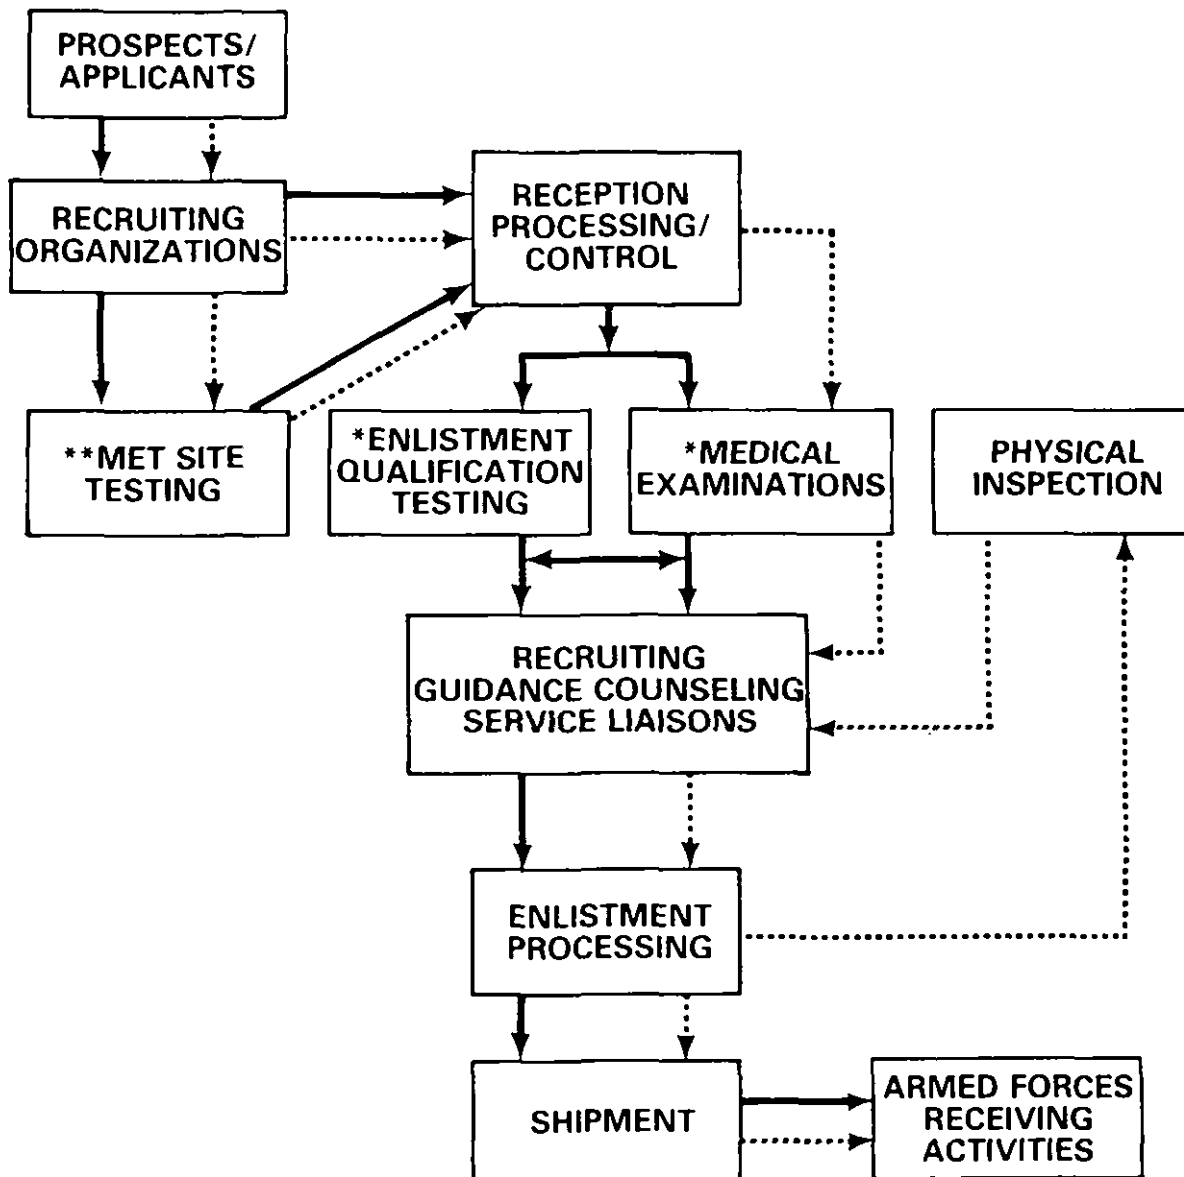 PROSPECTS/
APPLICANTS
RECRUITING
ORGANIZATIONS
RECEPTION
PROCESSING/
CONTROL
**MET SITE
TESTING
*ENLISTMENT
QUALIFICATION
TESTING
*MEDICAL
EXAMINATIONS
PHYSICAL
INSPECTION
RECRUITING
GUIDANCE COUNSELING
SERVICE LIAISONS
ENLISTMENT
PROCESSING
SHIPMENT
ARMED FORCES
RECEIVING
ACTIVITIES